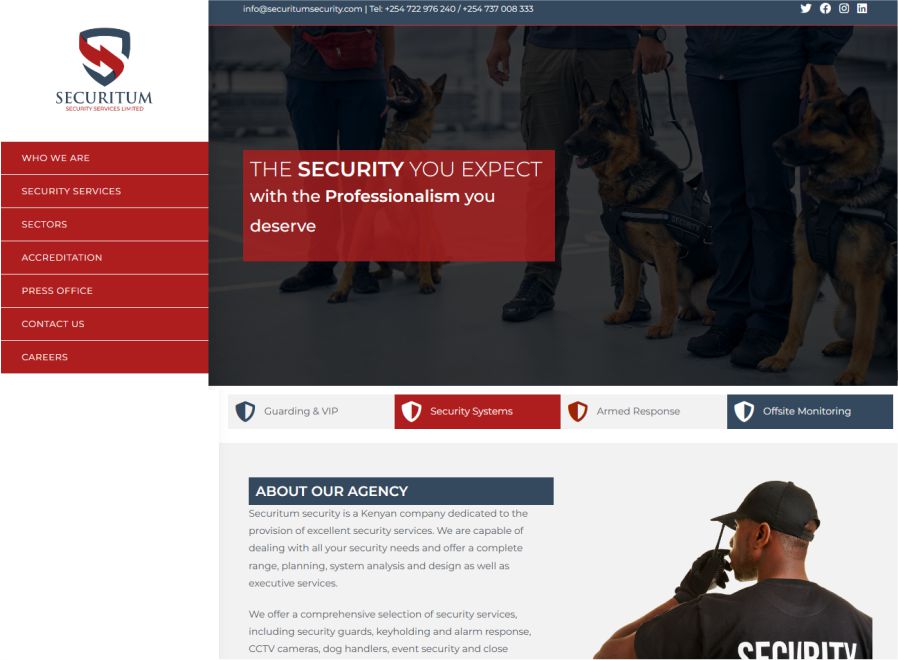 info@securitumsecurity.com | Tel: +254 722 976 240 / +254 737 008 333
SECURITUM
SECURITY SERVICES LIMITED
WHO WE ARE
SECURITY SERVICES
SECTORS
ACCREDITATION
PRESS OFFICE
CONTACT US
CAREERS
THE SECURITY YOU EXPECT
with the Professionalism you
deserve
SECURITY
Guarding & VIP
Security Systems
Armed Response
Offsite Monitoring
ABOUT OUR AGENCY
Securitum security is a Kenyan company dedicated to the
provision of excellent security services. We are capable of
dealing with all your security needs and offer a complete
range, planning, system analysis and design as well as
executive services.
We offer a comprehensive selection of security services,
including security guards, keyholding and alarm response,
CCTV cameras, dog handlers, event security and close
SECURITY